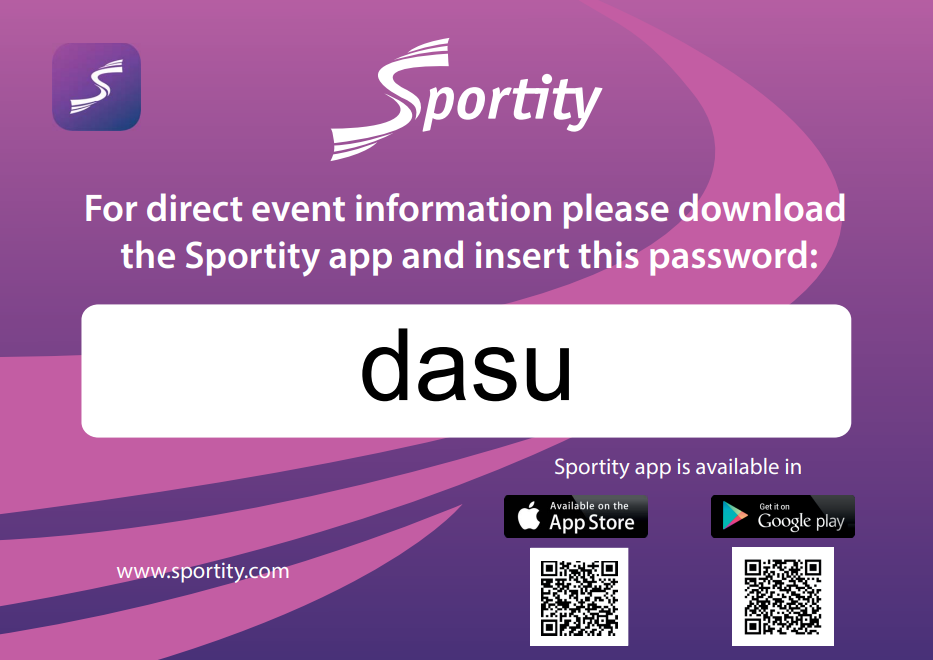 Sportity
For direct event information please download
the Sportity app and insert this password:
dasu
Sportity app is available in
Available on the
App Store
Get it on
Google play
www.sportity.com